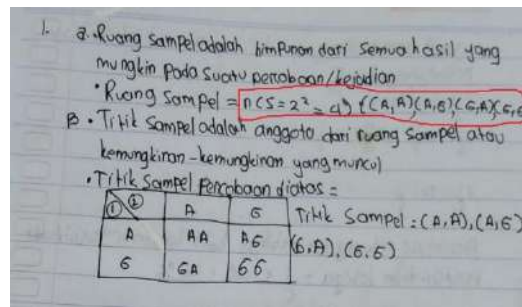 1. a. Ruang sampel adalah himpunan dari semua hasil yang
mungkin pada suatu percobaan/kejadian
• Ruang Sampel = n(S = 2² = 4) {(A,A)(A,G)(G,A)(G,G
B • Titik Sampel adalah anggota dari ruang sampel atau
kemungkinan-kemungkinan yang muncul
• Titik Sampel Percobaan diatas =
① ② A G
A AA AG
G GA GG
Titik Sampel : (A,A), (A,G)
(G,A), (G,G)